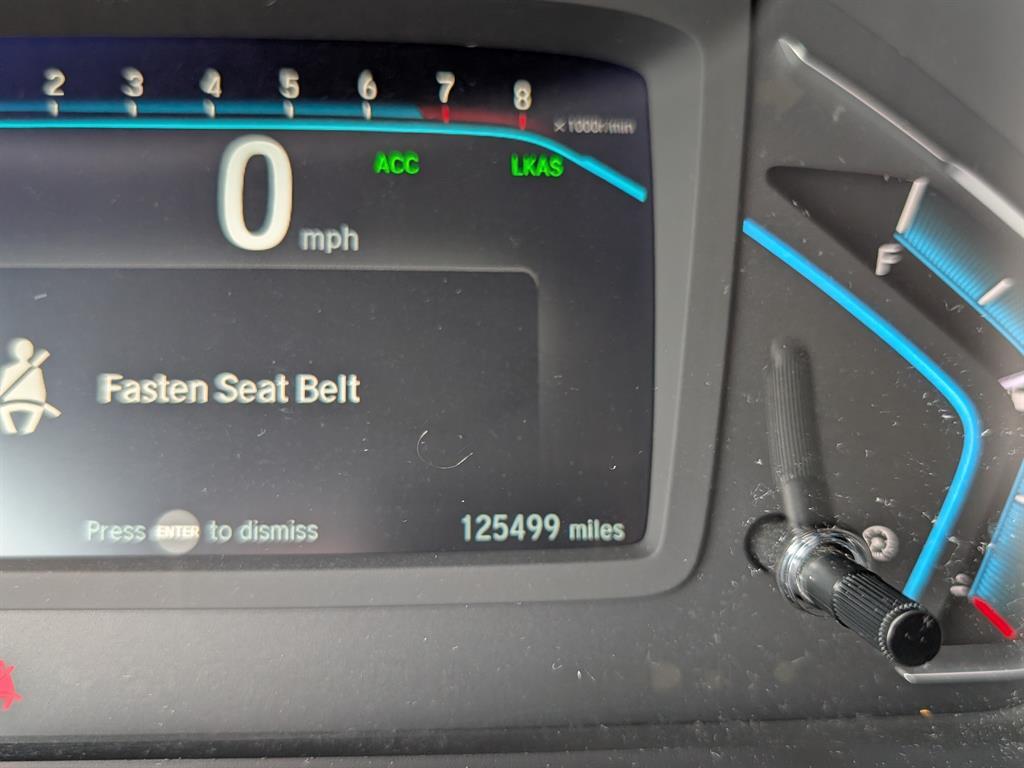 2 3 4 5 6 7 8
x1000r/min
ACC LKAS
0 mph
F
Fasten Seat Belt
Press ENTER to dismiss
125499 miles